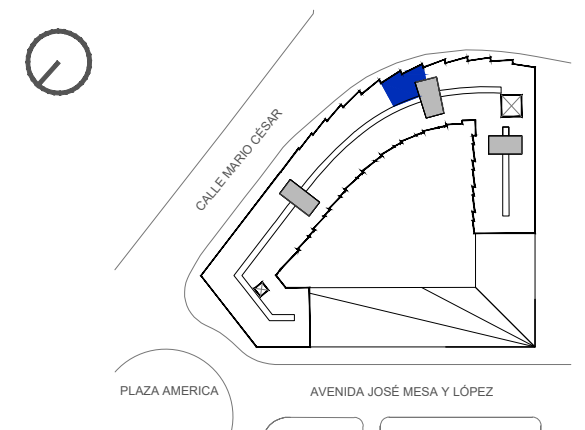 CALLE MARIO CÉSAR
PLAZA AMERICA
AVENIDA JOSÉ MESA Y LÓPEZ